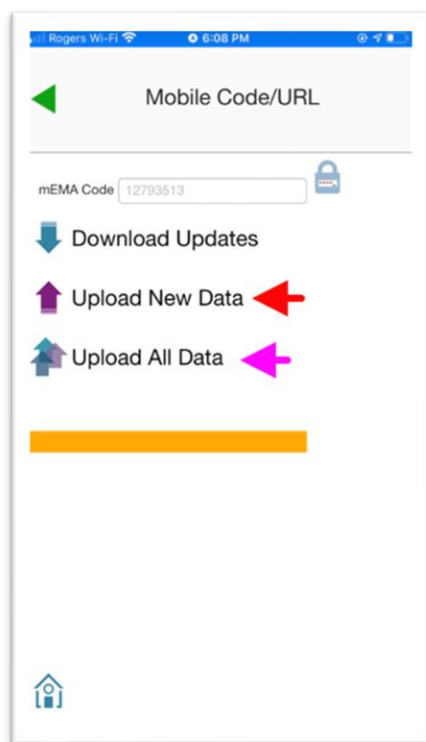 Rogers Wi-Fi 6:08 PM
Mobile Code/URL
mEMA Code 12793513
Download Updates
Upload New Data
Upload All Data